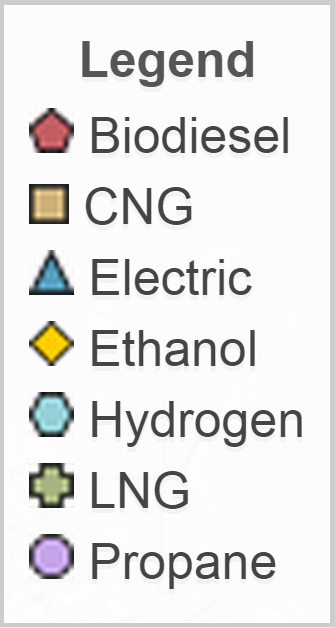 Legend
Biodiesel
CNG
Electric
Ethanol
Hydrogen
LNG
Propane